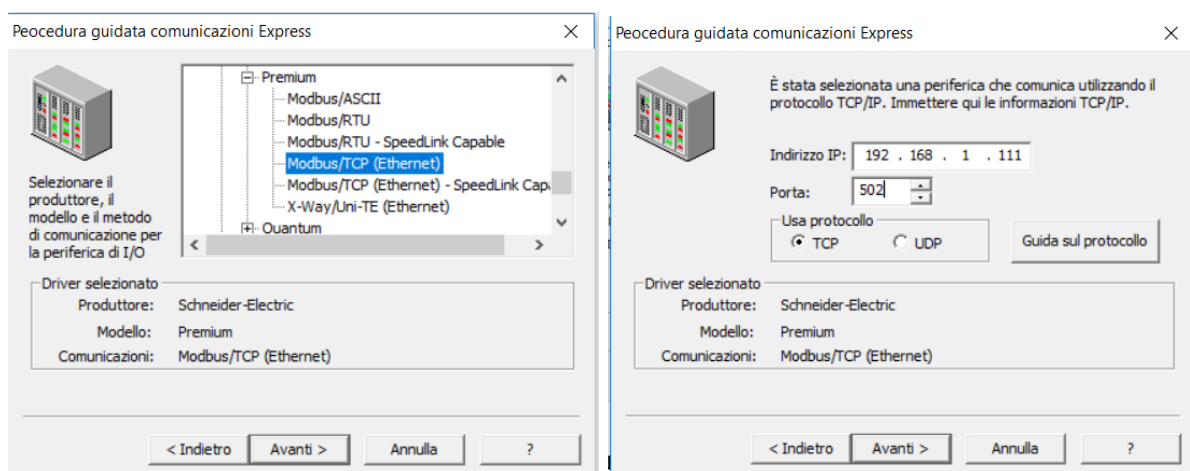 Peocedura guidata comunicazioni Express
Premium
Modbus/ASCII
Modbus/RTU
Modbus/RTU - SpeedLink Capable
Modbus/TCP (Ethernet)
Modbus/TCP (Ethernet) - SpeedLink Capa
X-Way/Uni-TE (Ethernet)
Quantum
Selezionare il
produttore, il
modello e il metodo
di comunicazione per
la periferica di I/O
Driver selezionato
Produttore: Schneider-Electric
Modello: Premium
Comunicazioni: Modbus/TCP (Ethernet)
< Indietro Avanti > Annulla ?
Peocedura guidata comunicazioni Express
È stata selezionata una periferica che comunica utilizzando il
protocollo TCP/IP. Immettere qui le informazioni TCP/IP.
Indirizzo IP: 192 . 168 . 1 . 111
Porta: 502
Usa protocollo
TCP UDP Guida sul protocollo
Driver selezionato
Produttore: Schneider-Electric
Modello: Premium
Comunicazioni: Modbus/TCP (Ethernet)
< Indietro Avanti > Annulla ?